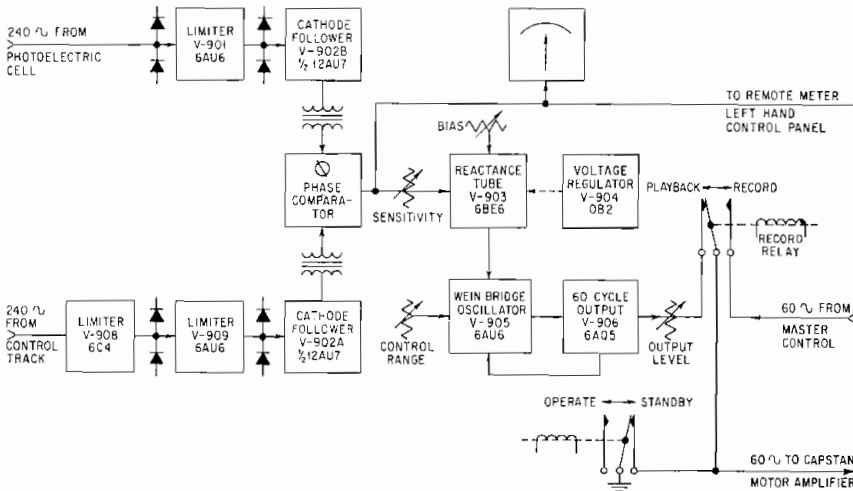 240 ∿ FROM
PHOTOELECTRIC
CELL
LIMITER
V-901
6AU6
CATHODE
FOLLOWER
V-902B
½ 12AU7
TO REMOTE METER
LEFT HAND
CONTROL PANEL
BIAS
∅
PHASE
COMPARA-
TOR
SENSITIVITY
REACTANCE
TUBE
V-903
6BE6
VOLTAGE
REGULATOR
V-904
OB2
PLAYBACK
RECORD
RECORD
RELAY
240 ∿
FROM
CONTROL
TRACK
LIMITER
V-908
6C4
LIMITER
V-909
6AU6
CATHODE
FOLLOWER
V-902A
½ 12AU7
CONTROL
RANGE
WEIN BRIDGE
OSCILLATOR
V-905
6AU6
60 CYCLE
OUTPUT
V-906
6AQ5
OUTPUT
LEVEL
60 ∿ FROM
MASTER
CONTROL
OPERATE
STANDBY
60 ∿ TO CAPSTAN
MOTOR AMPLIFIER